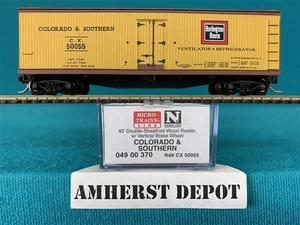 COLORADO & SOUTHERN
C.X.
50055
Burlington
Route
VENTILATOR - REFRIGERATOR
MICRO-
TRAINS
LINE
N
40' Double-Sheathed Wood Reefer,
w/ Vertical Brake Wheel
COLORADO &
SOUTHERN
049 00 370
Rd# CX 50055
AMHERST DEPOT